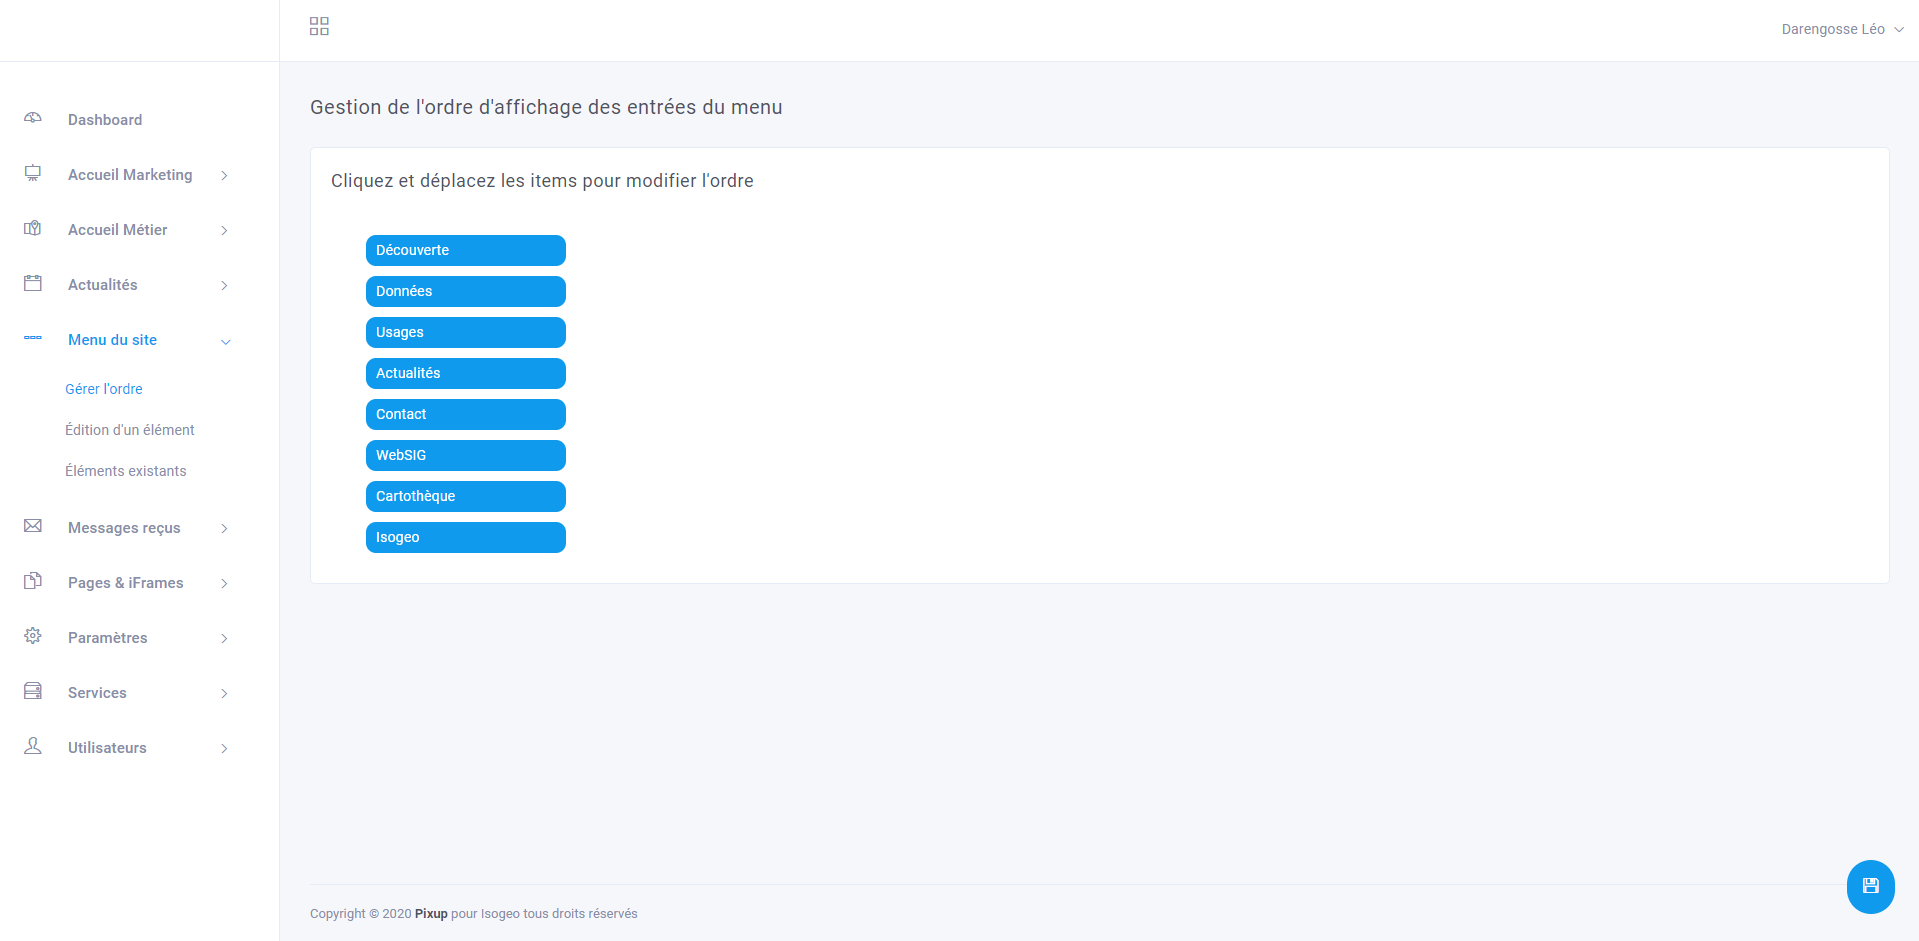 Darengosse Léo
Dashboard
Accueil Marketing
Accueil Métier
Actualités
Menu du site
Gérer l'ordre
Édition d'un élément
Éléments existants
Messages reçus
Pages & iFrames
Paramètres
Services
Utilisateurs
Gestion de l'ordre d'affichage des entrées du menu
Cliquez et déplacez les items pour modifier l'ordre
Découverte
Données
Usages
Actualités
Contact
WebSIG
Cartothèque
Isogeo
Copyright © 2020 Pixup pour Isogeo tous droits réservés